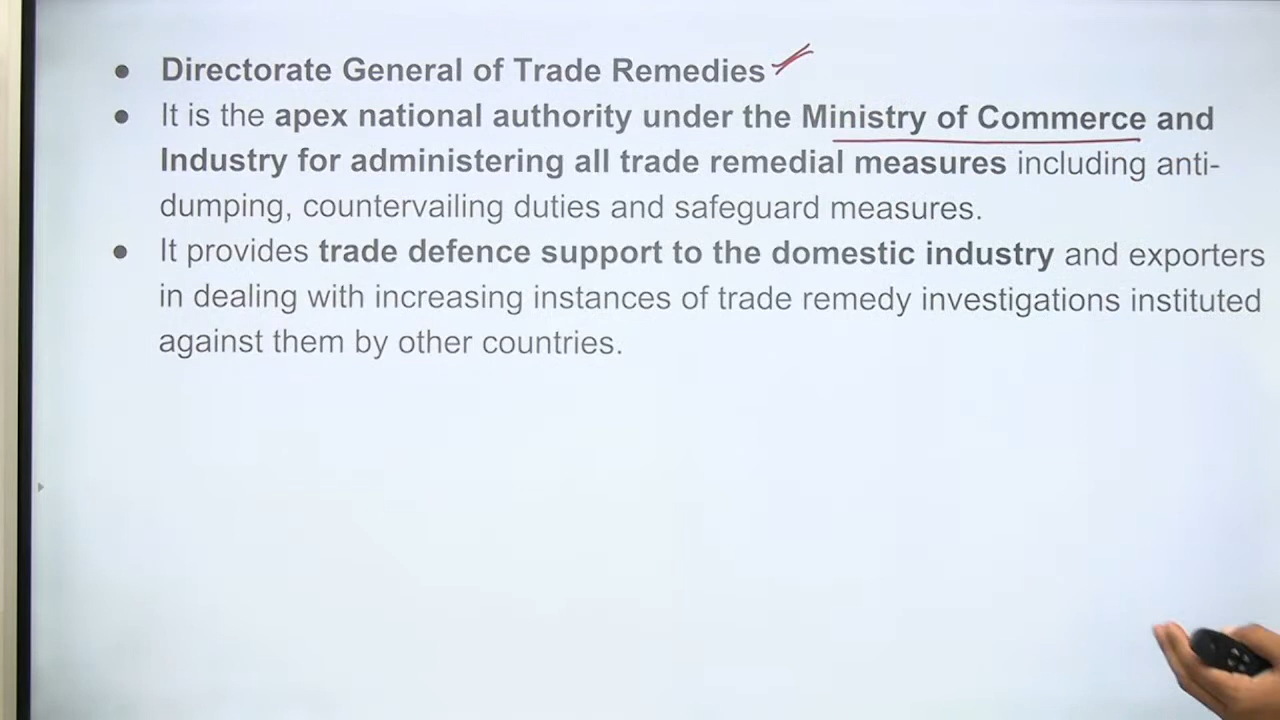 ● Directorate General of Trade Remedies
● It is the apex national authority under the Ministry of Commerce and
Industry for administering all trade remedial measures including anti-
dumping, countervailing duties and safeguard measures.
● It provides trade defence support to the domestic industry and exporters
in dealing with increasing instances of trade remedy investigations instituted
against them by other countries.